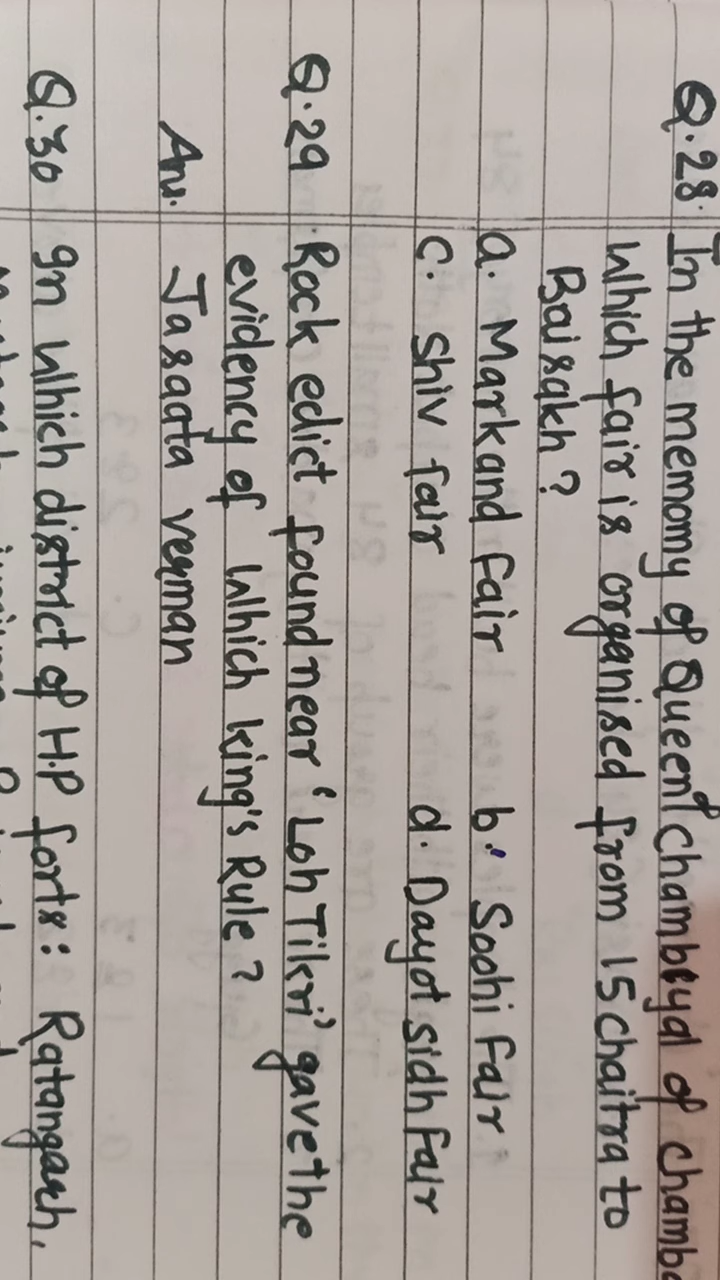 Q.28. In the memomy of Queen of Chambyal of chamba
which fair is organised from 15 chaitra to
Baisakh?
a. Markand fair b. Soohi fair
c. Shiv fair d. Dayot sidh fair
Q.29 Rock edict found near 'Loh Tikri' gave the
evidency of which king's Rule?
Ans. Jasaata verman
Q.30 In which district of H.P forts: Ratangarh,